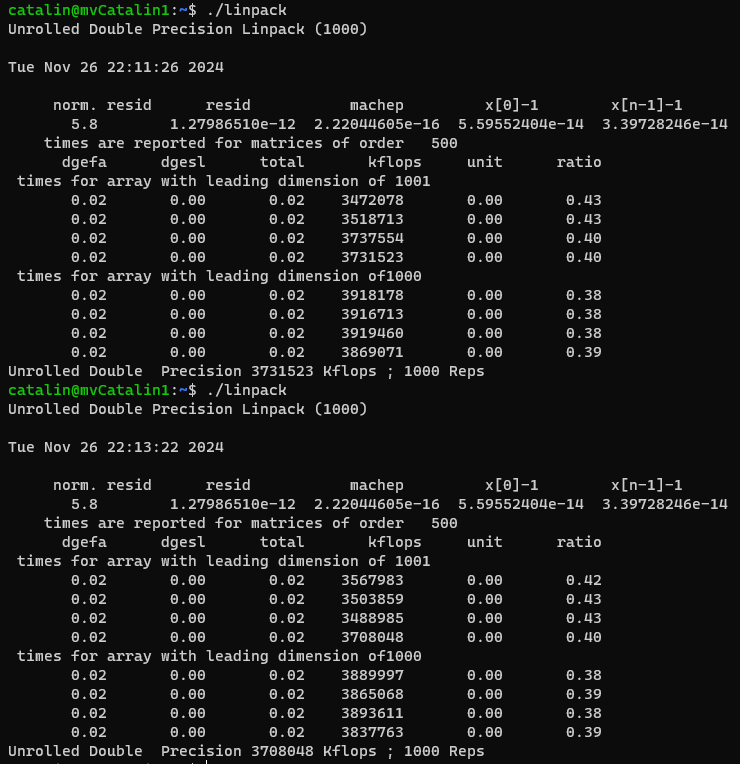 catalin@mvCatalin1:~$ ./linpack
Unrolled Double Precision Linpack (1000)
Tue Nov 26 22:11:26 2024
norm. resid resid machep x[0]-1 x[n-1]-1
5.8 1.27986510e-12 2.22044605e-16 5.59552404e-14 3.39728246e-14
times are reported for matrices of order 500
dgefa dgesl total kflops unit ratio
times for array with leading dimension of 1001
0.02 0.00 0.02 3472078 0.00 0.43
0.02 0.00 0.02 3518713 0.00 0.43
0.02 0.00 0.02 3737554 0.00 0.40
0.02 0.00 0.02 3731523 0.00 0.40
times for array with leading dimension of1000
0.02 0.00 0.02 3918178 0.00 0.38
0.02 0.00 0.02 3916713 0.00 0.38
0.02 0.00 0.02 3919460 0.00 0.38
0.02 0.00 0.02 3869071 0.00 0.39
Unrolled Double  Precision 3731523 Kflops ; 1000 Reps
catalin@mvCatalin1:~$ ./linpack
Unrolled Double Precision Linpack (1000)
Tue Nov 26 22:13:22 2024
norm. resid resid machep x[0]-1 x[n-1]-1
5.8 1.27986510e-12 2.22044605e-16 5.59552404e-14 3.39728246e-14
times are reported for matrices of order 500
dgefa dgesl total kflops unit ratio
times for array with leading dimension of 1001
0.02 0.00 0.02 3567983 0.00 0.42
0.02 0.00 0.02 3503859 0.00 0.43
0.02 0.00 0.02 3488985 0.00 0.43
0.02 0.00 0.02 3708048 0.00 0.40
times for array with leading dimension of1000
0.02 0.00 0.02 3889997 0.00 0.38
0.02 0.00 0.02 3865068 0.00 0.39
0.02 0.00 0.02 3893611 0.00 0.38
0.02 0.00 0.02 3837763 0.00 0.39
Unrolled Double  Precision 3708048 Kflops ; 1000 Reps